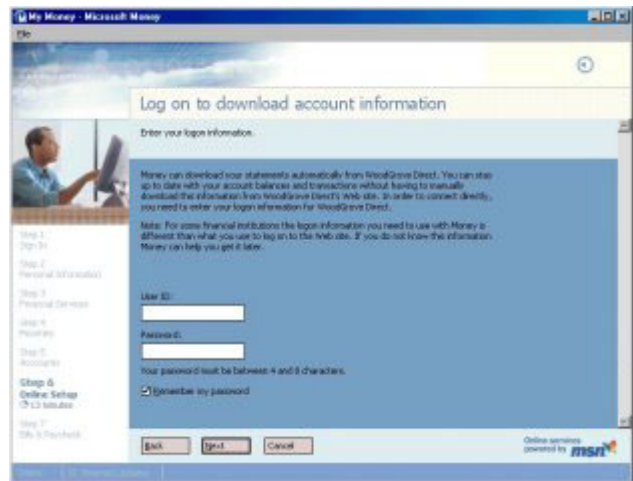 My Money - Microsoft Money
File
Log on to download account information
Enter your logon information.
Money can download your statements automatically from WoodGrove Direct. You can stay
up to date with your account balances and transactions without having to manually
download this information from WoodGrove Direct's Web site. In order to connect directly,
you need to enter your logon information for WoodGrove Direct.
Note: For some financial institutions the logon information you need to use with Money is
different than what you use to log on to the Web site. If you do not know this information
Money can help you get it later.
Step 1
Sign In
Step 2
Personal Information
Step 3
Financial Services
Step 4
Step 5
Accounts
Step 6
Online Setup
13 Minutes
Step 7
Bills & Paycheck
User ID:
Password:
Your password must be between 4 and 8 characters.
Remember my password
Back
Next
Cancel
Online services
powered by msn